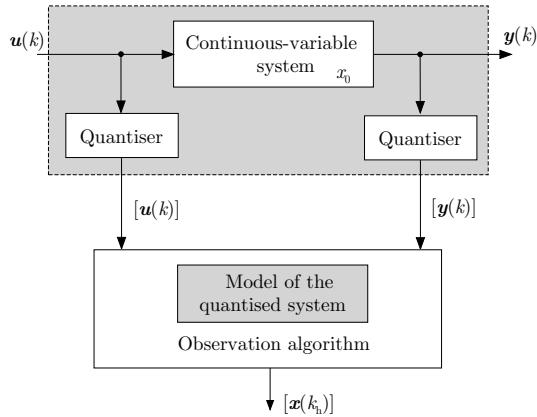 u(k)
Continuous-variable
system
x₀
y(k)
Quantiser
Quantiser
[u(k)]
[y(k)]
Model of the
quantised system
Observation algorithm
[x(kₕ)]